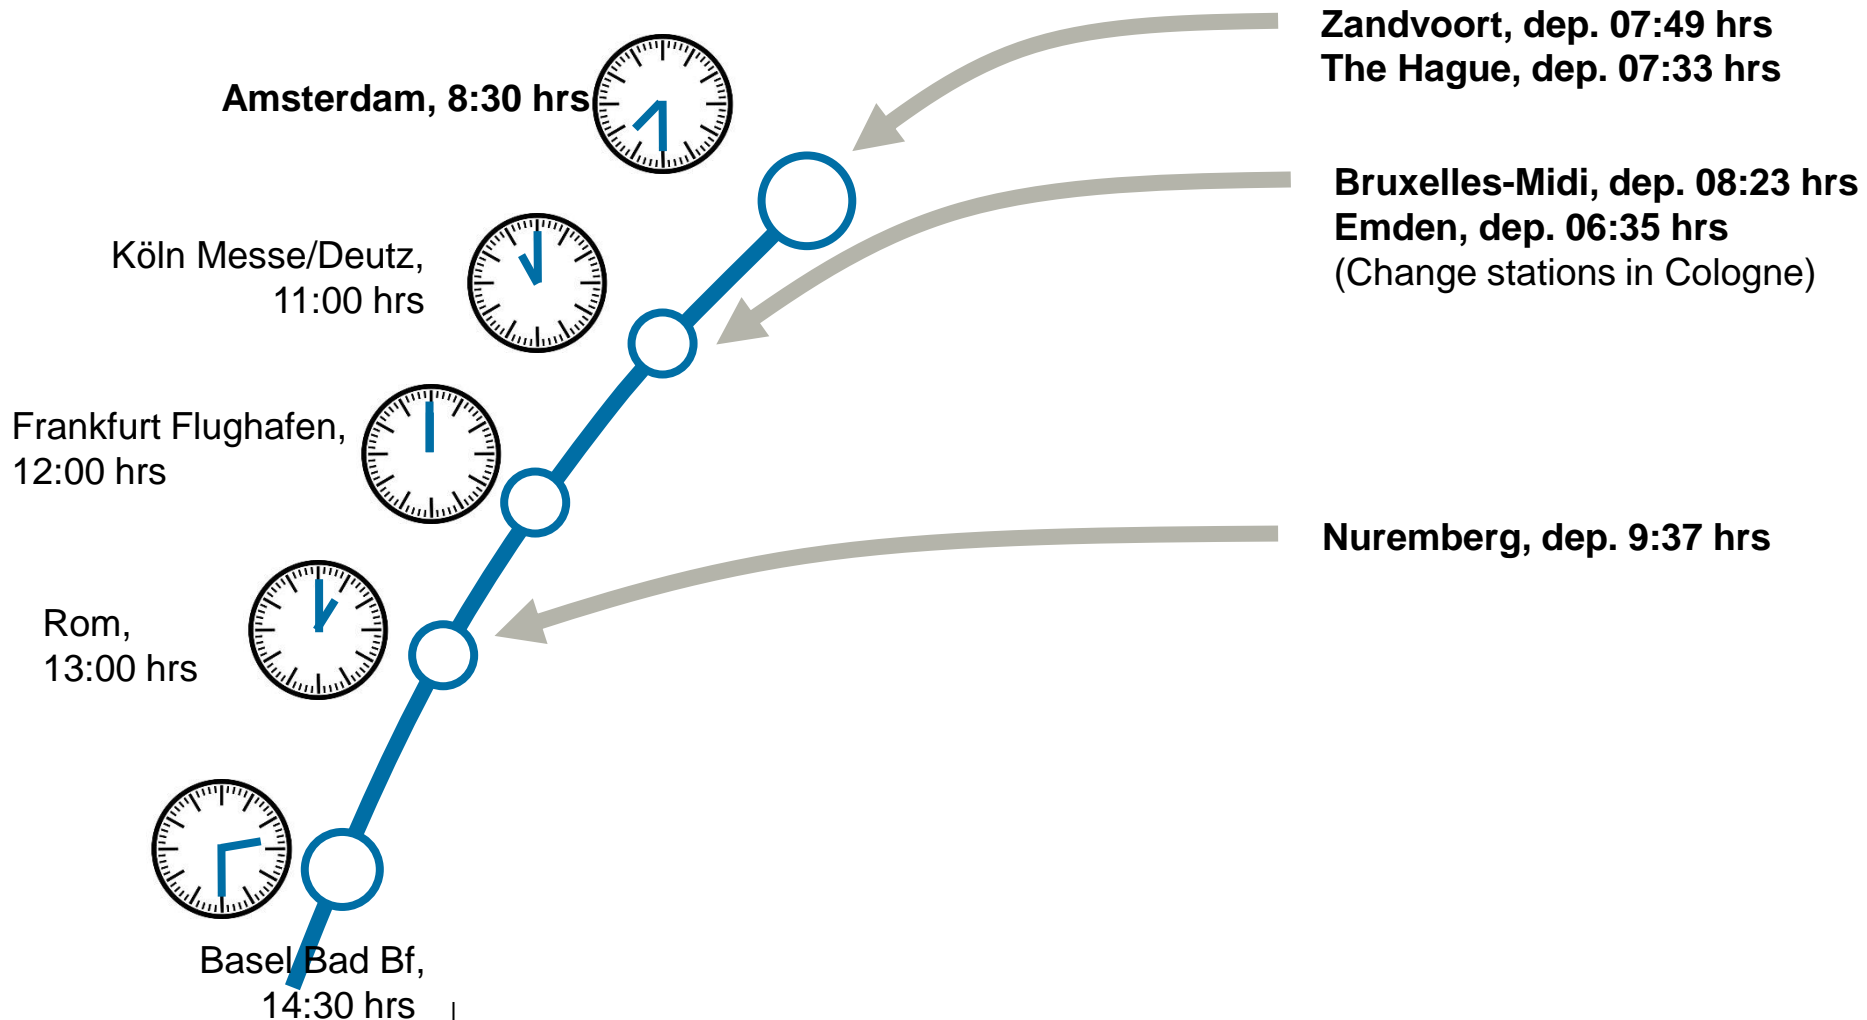 Zandvoort, dep. 07:49 hrs
The Hague, dep. 07:33 hrs
Amsterdam, 8:30 hrs
Bruxelles-Midi, dep. 08:23 hrs
Emden, dep. 06:35 hrs
(Change stations in Cologne)
Köln Messe/Deutz,
11:00 hrs
Frankfurt Flughafen,
12:00 hrs
Nuremberg, dep. 9:37 hrs
Rom,
13:00 hrs
Basel Bad Bf,
14:30 hrs